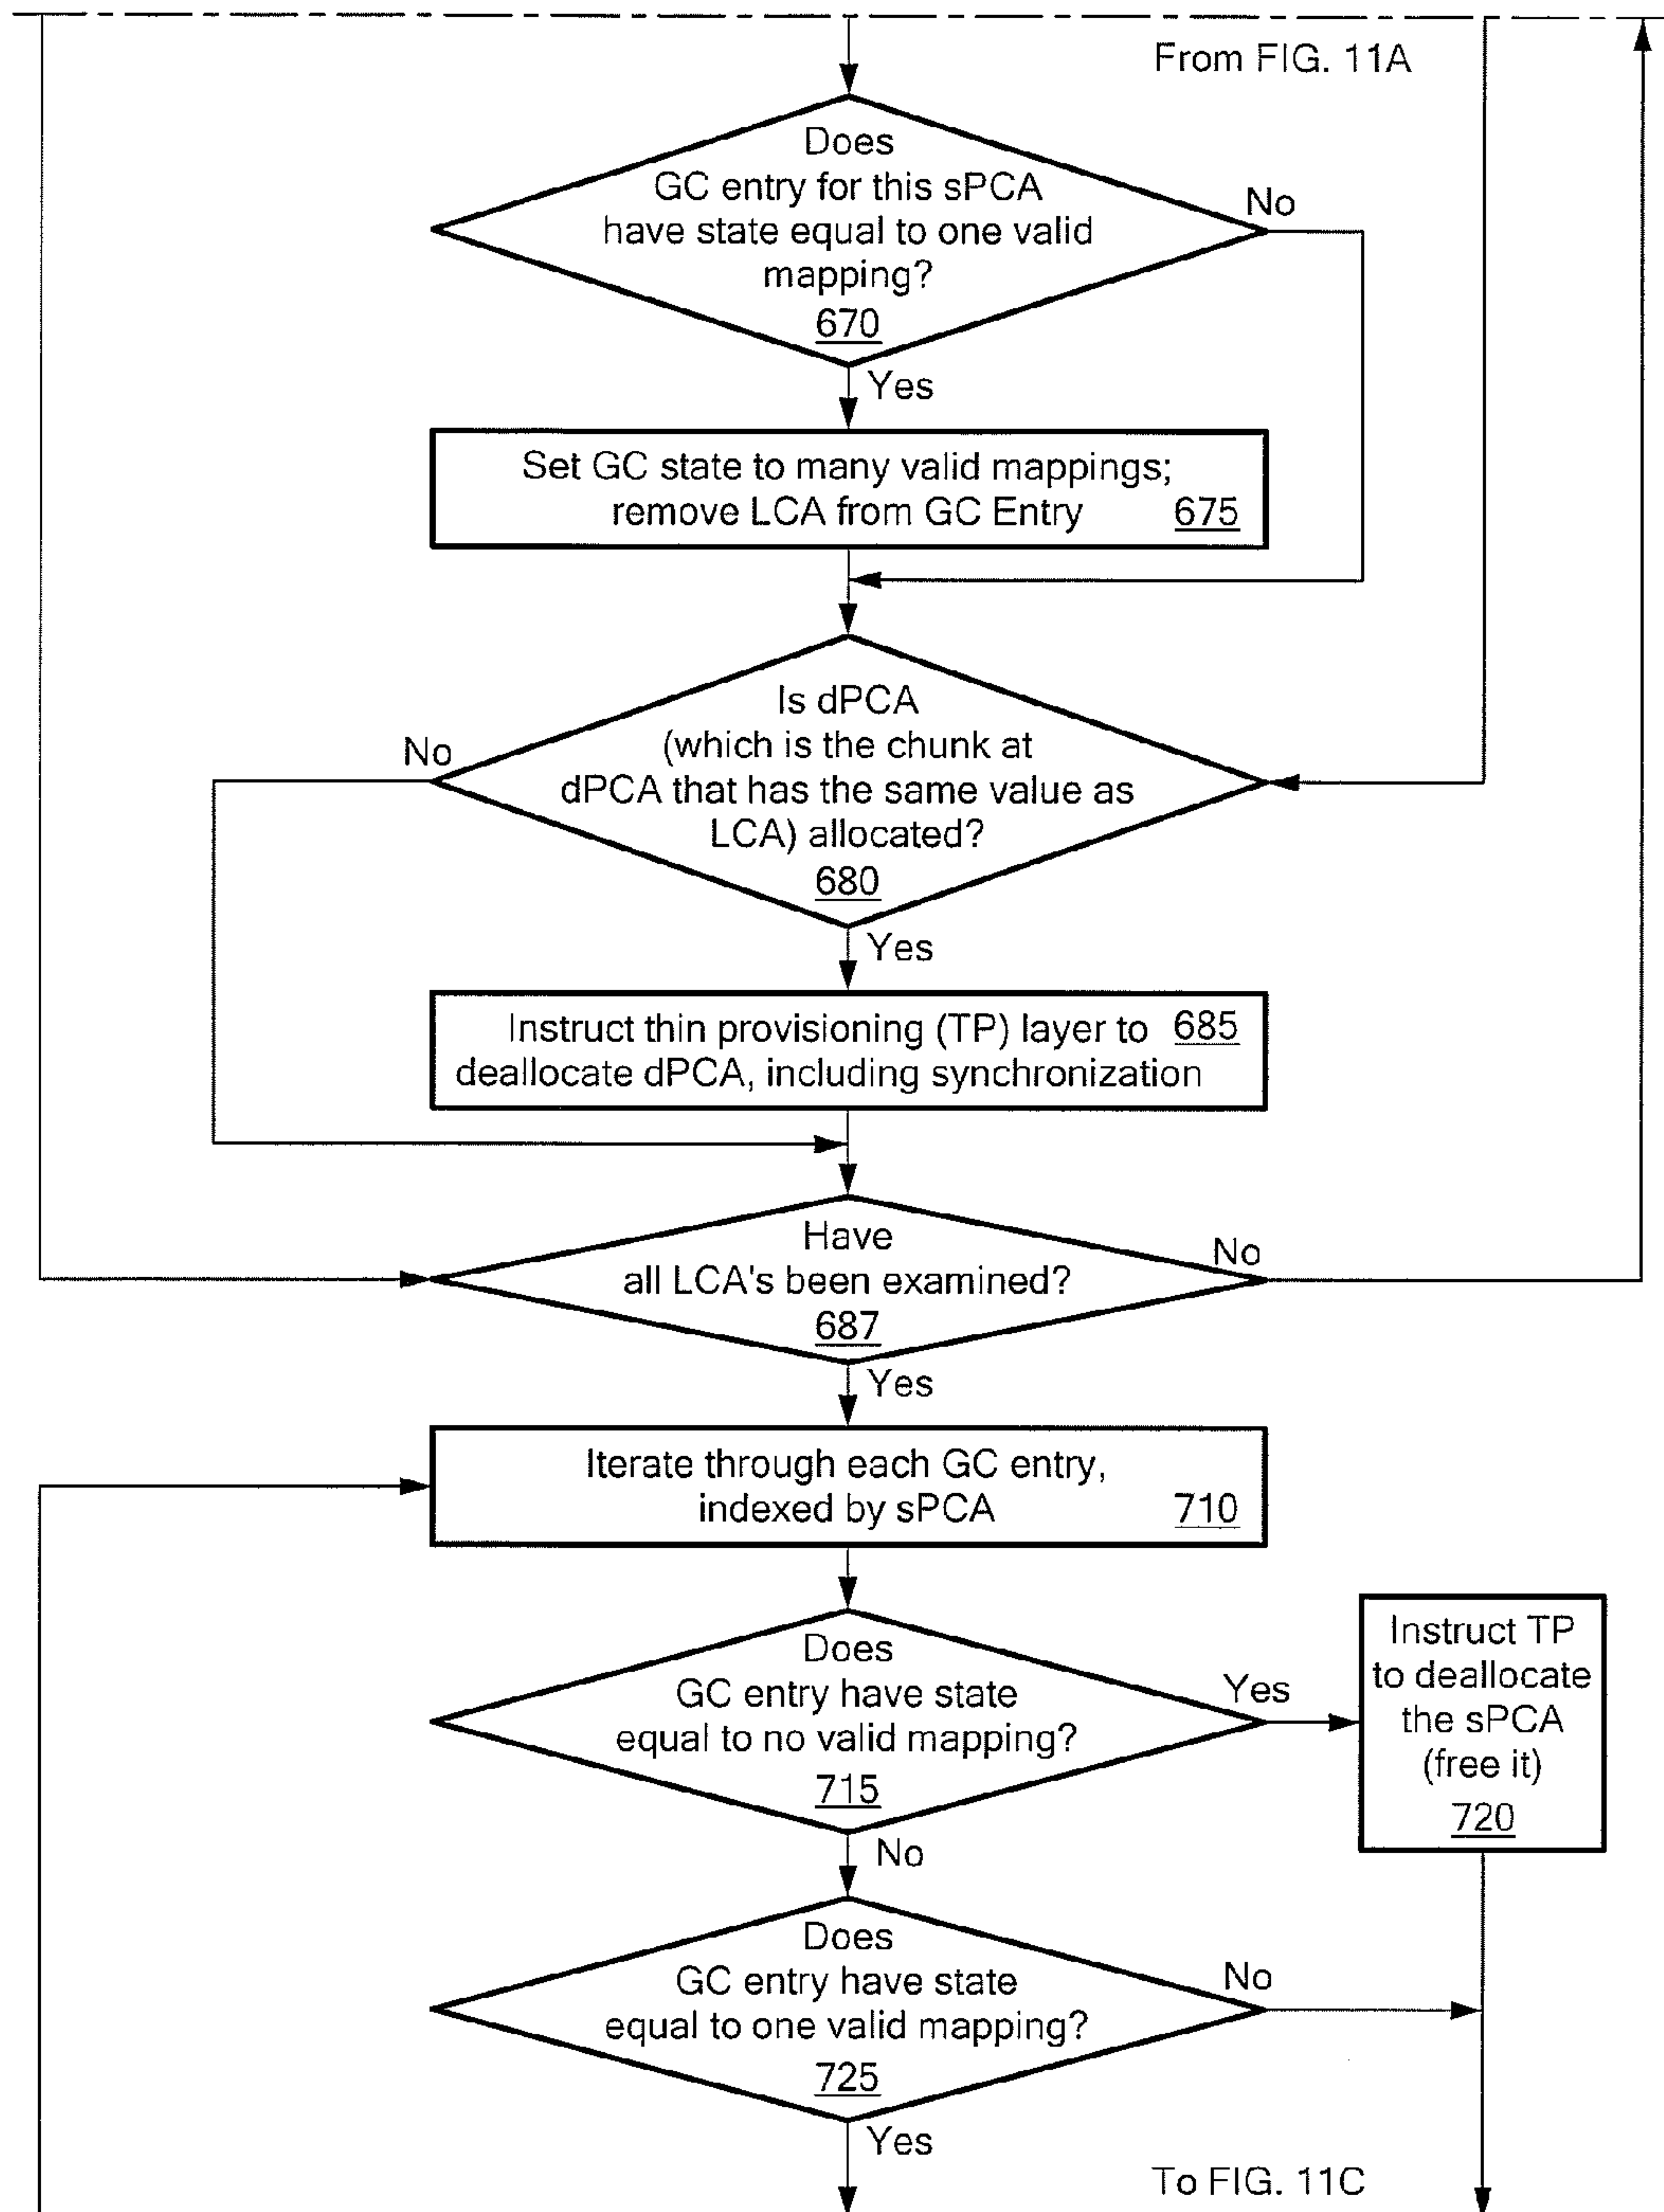 From FIG. 11A
Does
GC entry for this sPCA
have state equal to one valid
mapping?
670
No
Yes
Set GC state to many valid mappings;
remove LCA from GC Entry 675
Is dPCA
(which is the chunk at
dPCA that has the same value as
LCA) allocated?
680
No
Yes
Instruct thin provisioning (TP) layer to 685
deallocate dPCA, including synchronization
Have
all LCA's been examined?
687
No
Yes
Iterate through each GC entry,
indexed by sPCA 710
Does
GC entry have state
equal to no valid mapping?
715
Yes
Instruct TP
to deallocate
the sPCA
(free it)
720
No
Does
GC entry have state
equal to one valid mapping?
725
No
Yes
To FIG. 11C